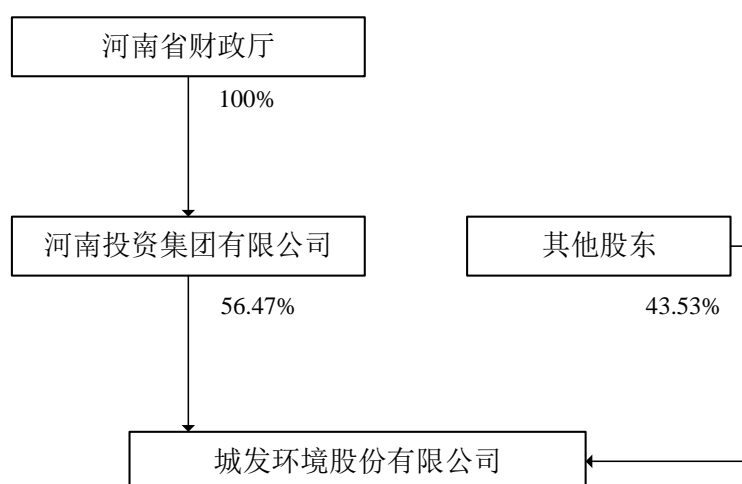 河南省财政厅
100%
河南投资集团有限公司
其他股东
56.47%
43.53%
城发环境股份有限公司